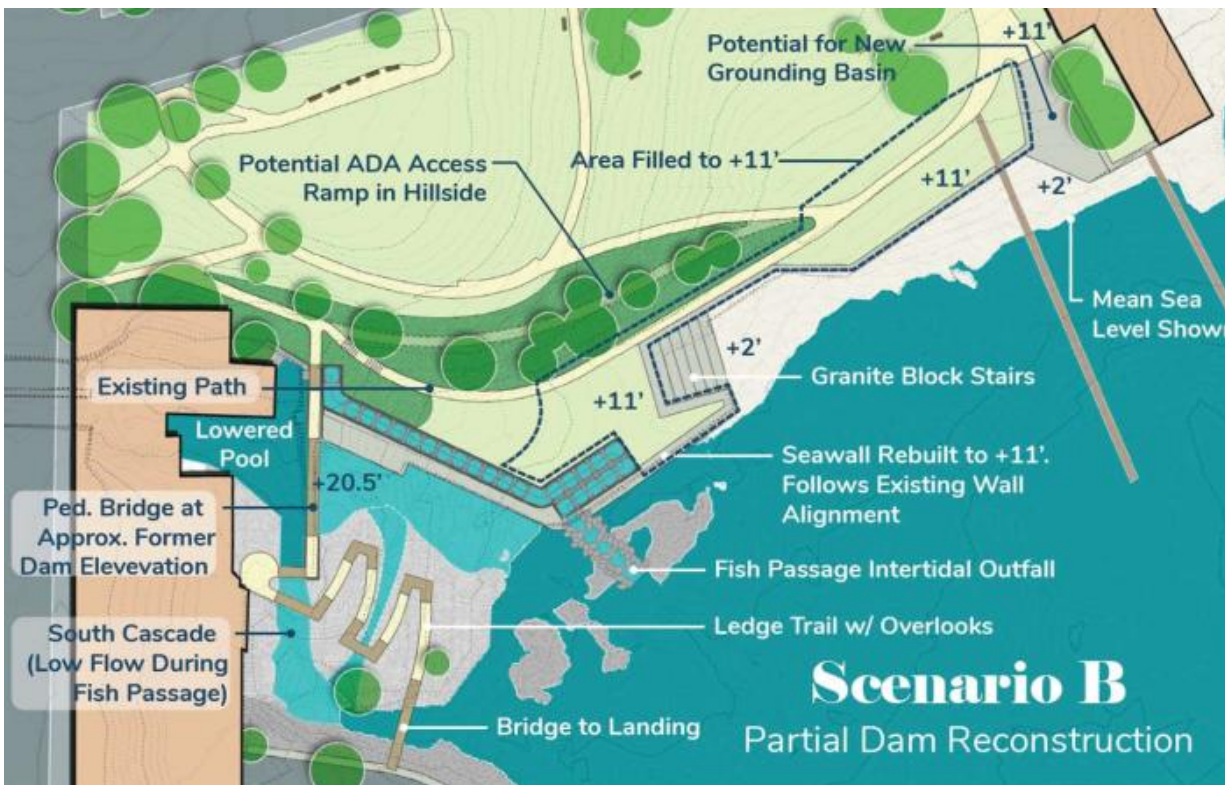 Potential for New
Grounding Basin
+11'
Potential ADA Access
Ramp in Hillside
Area Filled to +11'
+11'
+2'
Mean Sea
Level Show
+2'
Granite Block Stairs
Existing Path
+11'
Lowered
Pool
+20.5'
Seawall Rebuilt to +11'.
Follows Existing Wall
Alignment
Ped. Bridge at
Approx. Former
Dam Elevevation
Fish Passage Intertidal Outfall
South Cascade
(Low Flow During
Fish Passage)
Ledge Trail w/ Overlooks
Bridge to Landing
Scenario B
Partial Dam Reconstruction